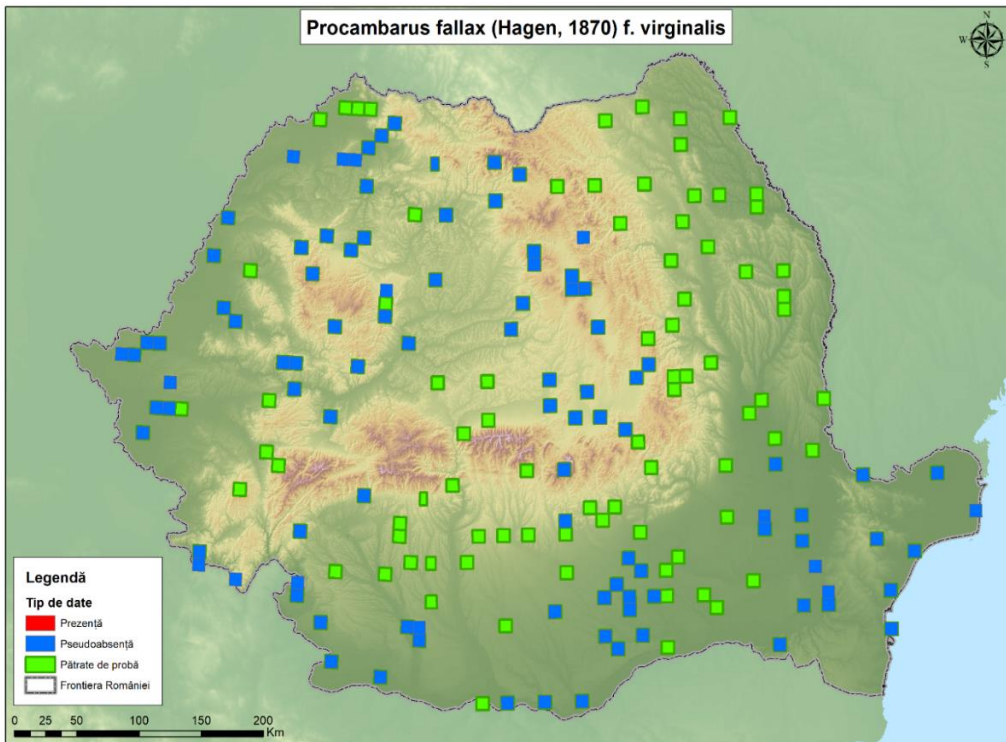 Procambarus fallax (Hagen, 1870) f. virginalis
N
W
E
S
Legendă
Tip de date
Prezență
Pseudoabsență
Pătrate de probă
Frontiera României
0 25 50 100 150 200
Km